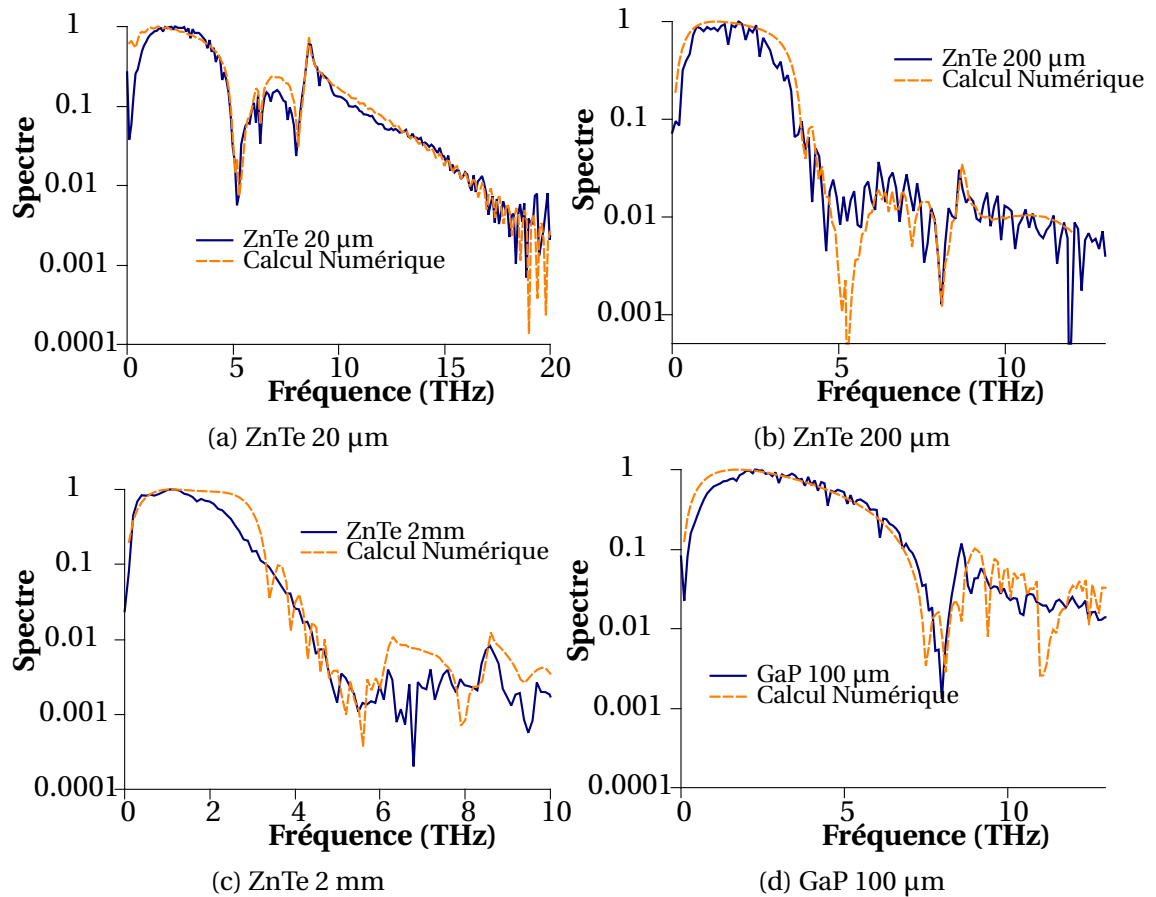 1
0.1
0.01
0.001
0.0001
Spectre
ZnTe 20 µm
Calcul Numérique
0 5 10 15 20
Fréquence (THz)
(a) ZnTe 20 µm
1
0.1
0.01
0.001
Spectre
ZnTe 200 µm
Calcul Numérique
0 5 10
Fréquence (THz)
(b) ZnTe 200 µm
1
0.1
0.01
0.001
0.0001
Spectre
ZnTe 2mm
Calcul Numérique
0 2 4 6 8 10
Fréquence (THz)
(c) ZnTe 2 mm
1
0.1
0.01
0.001
0.0001
Spectre
GaP 100 µm
Calcul Numérique
0 5 10
Fréquence (THz)
(d) GaP 100 µm